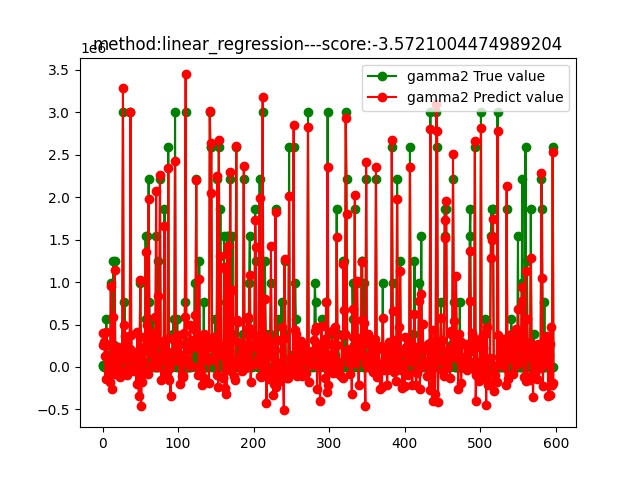 method:linear_regression---score:-3.5721004474989204
1e6
gamma2 True value
gamma2 Predict value
3.5
3.0
2.5
2.0
1.5
1.0
0.5
0.0
−0.5
0 100 200 300 400 500 600